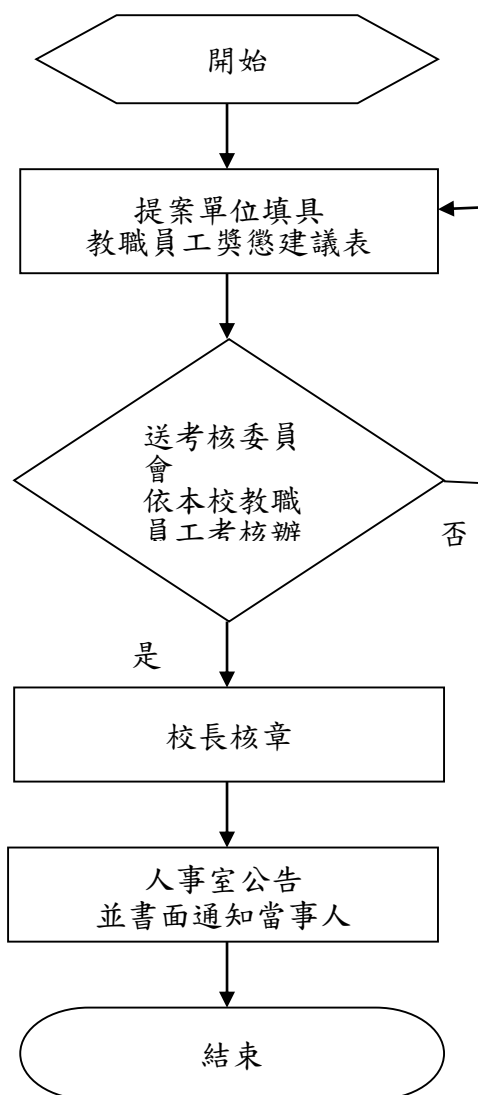 開始
提案單位填具
教職員工獎懲建議表
送考核委員
會
依本校教職
員工考核辦
否
是
校長核章
人事室公告
並書面通知當事人
結束